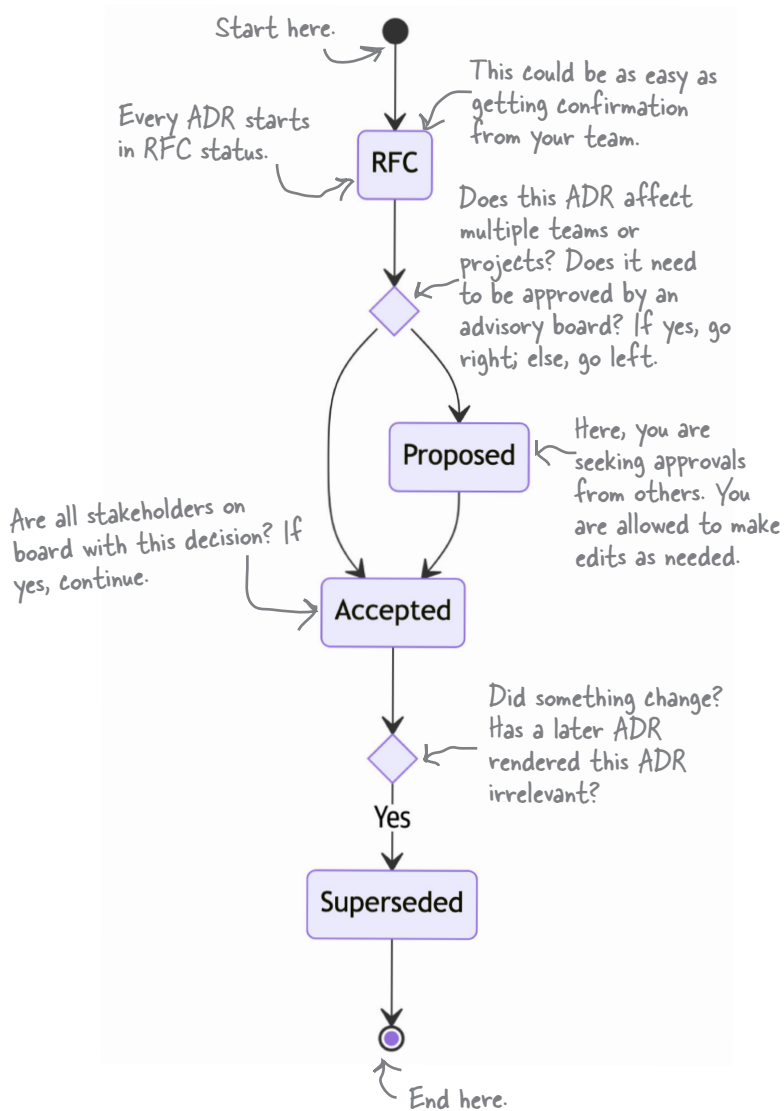 Start here.
This could be as easy as
getting confirmation
from your team.
Every ADR starts
in RFC status.
RFC
Does this ADR affect
multiple teams or
projects? Does it need
to be approved by an
advisory board? If yes, go
right; else, go left.
Proposed
Here, you are
seeking approvals
from others. You
are allowed to make
edits as needed.
Are all stakeholders on
board with this decision? If
yes, continue.
Accepted
Did something change?
Has a later ADR
rendered this ADR
irrelevant?
Yes
Superseded
End here.